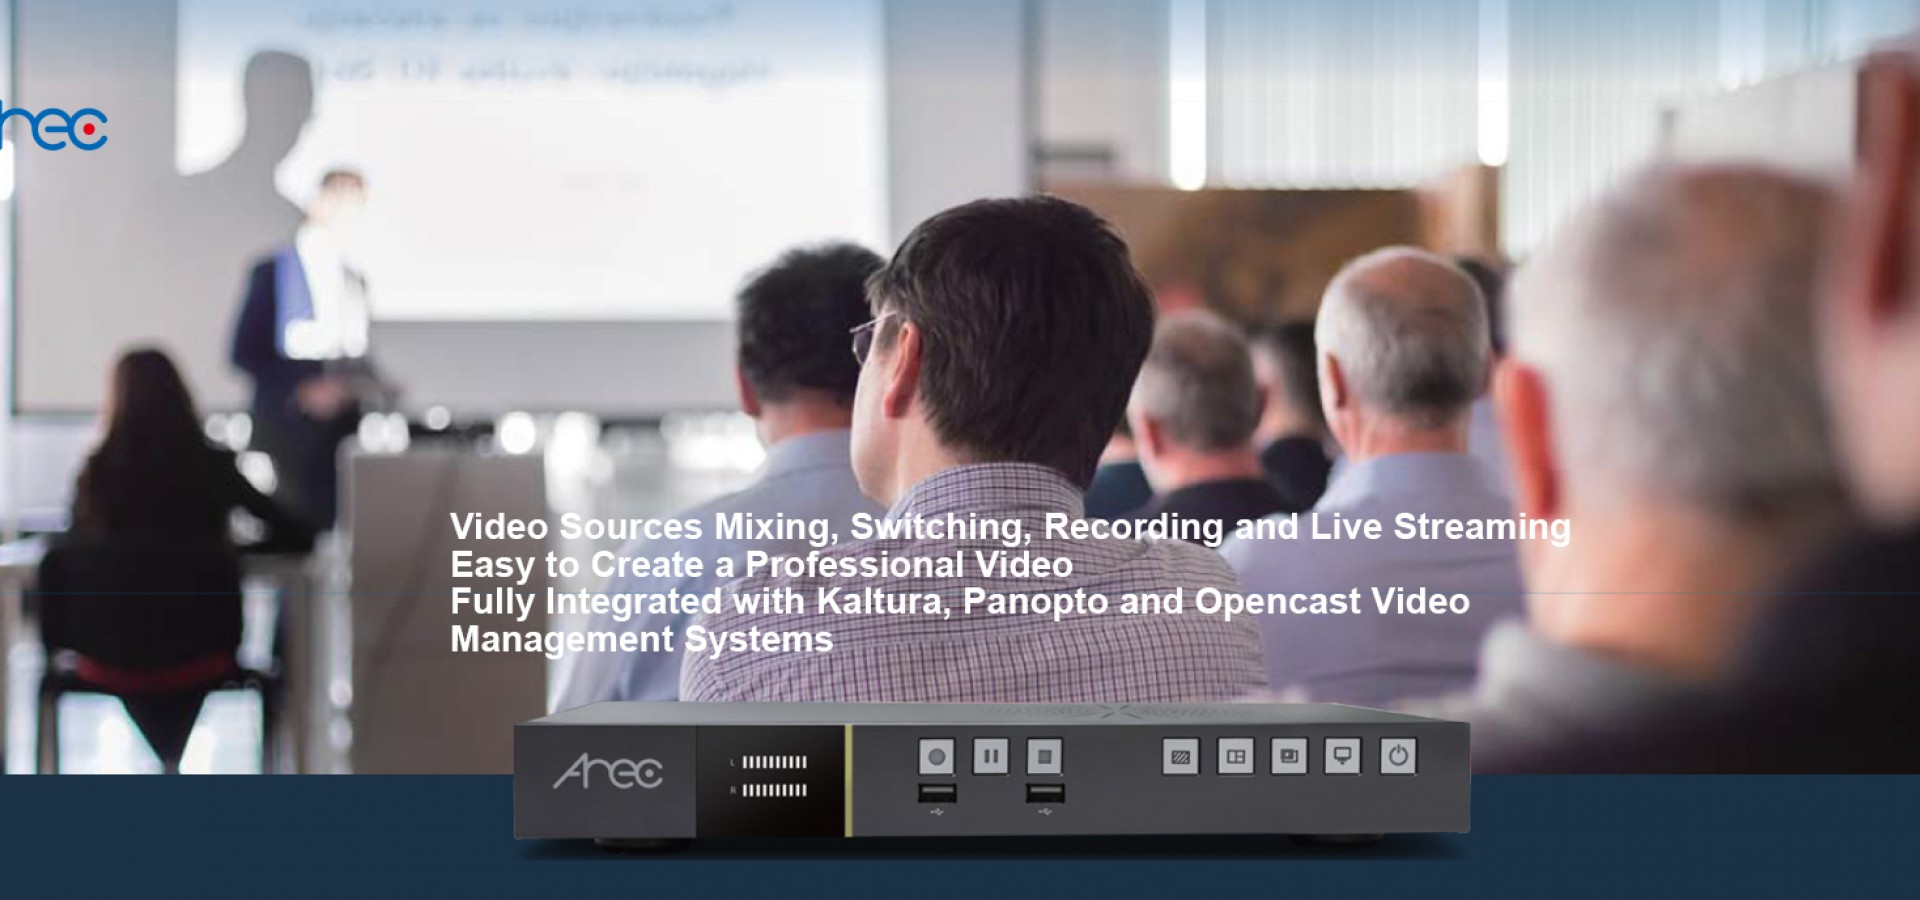 Arec
Video Sources Mixing, Switching, Recording and Live Streaming
Easy to Create a Professional Video
Fully Integrated with Kaltura, Panopto and Opencast Video
Management Systems
Arec
L
R